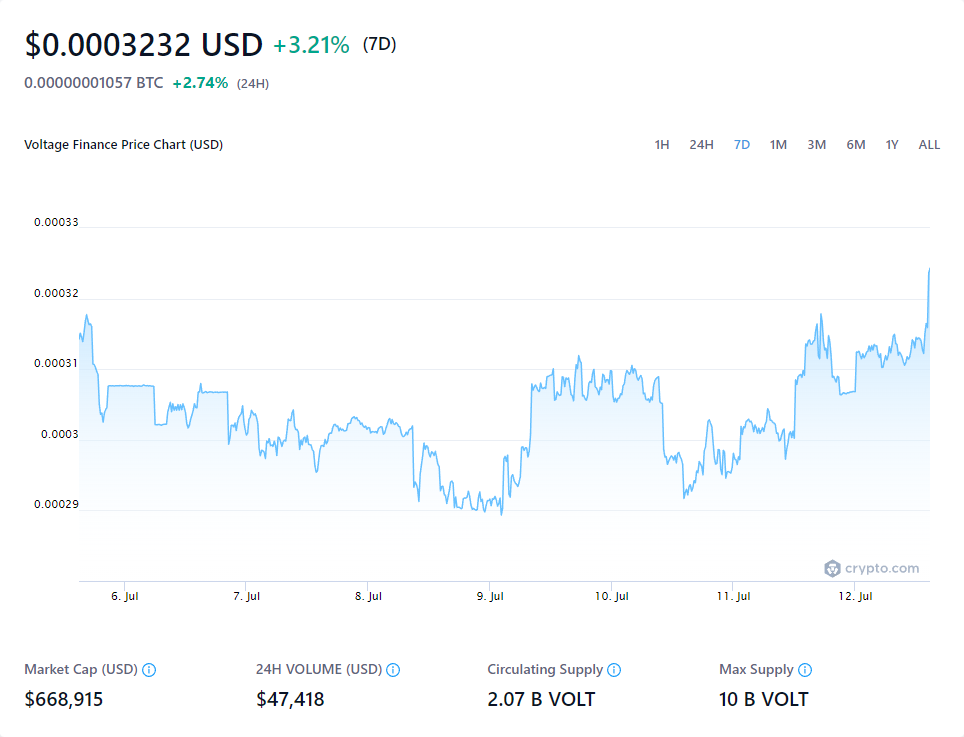 $0.0003232 USD +3.21% (7D)
0.00000001057 BTC +2.74% (24H)
Voltage Finance Price Chart (USD) 1H 24H 7D 1M 3M 6M 1Y ALL
0.00033
0.00032
0.00031
0.0003
0.00029
crypto.com
6. Jul 7. Jul 8. Jul 9. Jul 10. Jul 11. Jul 12. Jul
Market Cap (USD) 24H VOLUME (USD) Circulating Supply Max Supply
$668,915 $47,418 2.07 B VOLT 10 B VOLT